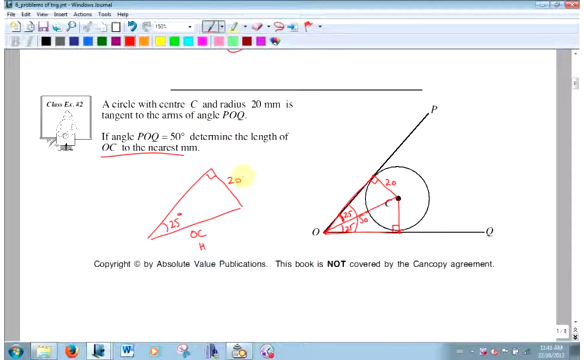 6_problems of tng.jnt - Windows Journal
File Edit View Insert Actions Tools Help
150%
Class Ex. #2
A circle with centre C and radius 20 mm is
tangent to the arms of angle POQ.
If angle POQ = 50° determine the length of
OC to the nearest mm.
20
25°
OC
H
P
20
C
25
25
50
O
Q
Copyright © by Absolute Value Publications. This book is NOT covered by the Cancopy agreement.